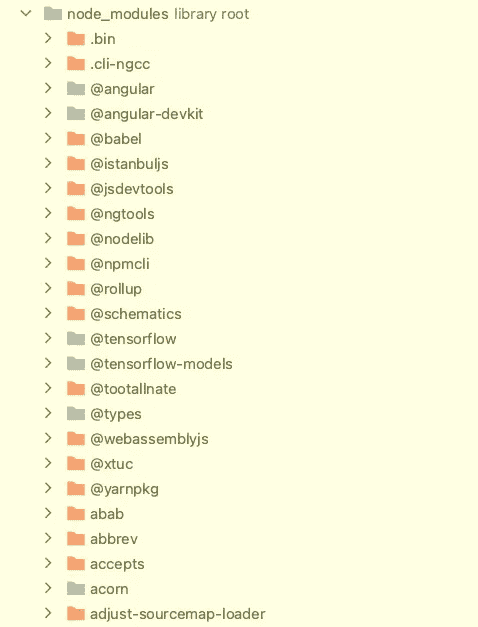 node_modules library root
.bin
.cli-ngcc
@angular
@angular-devkit
@babel
@istanbuljs
@jsdevtools
@ngtools
@nodelib
@npmcli
@rollup
@schematics
@tensorflow
@tensorflow-models
@tootallnate
@types
@webassemblyjs
@xtuc
@yarnpkg
abab
abbrev
accepts
acorn
adjust-sourcemap-loader